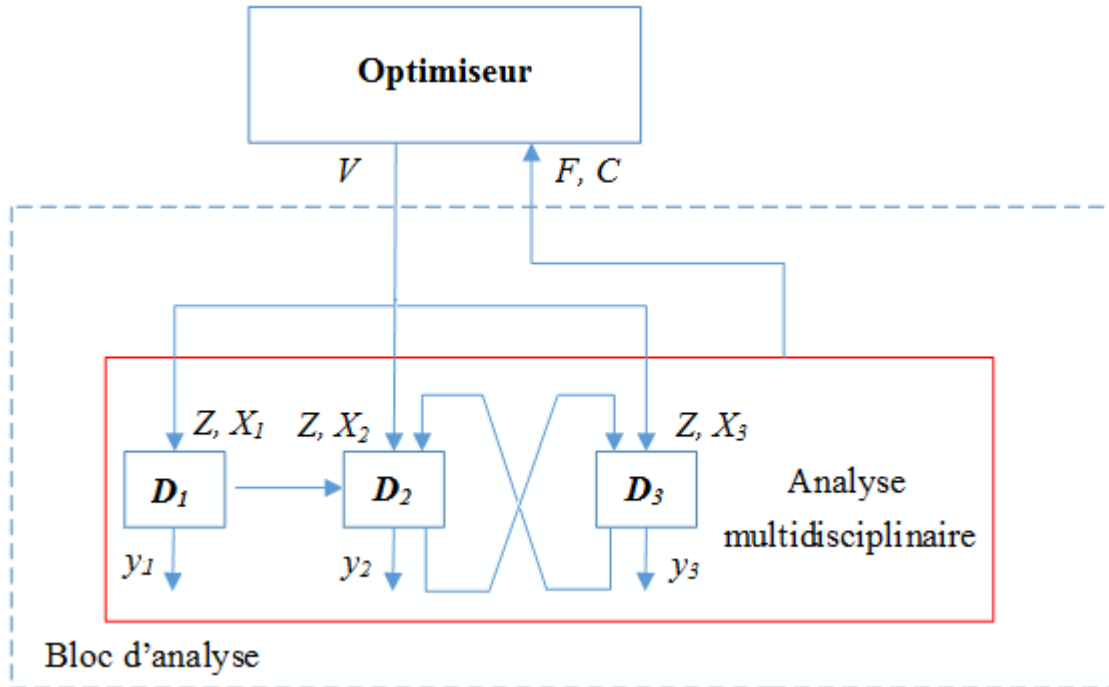 Optimiseur
V
F, C
Z, X1
Z, X2
Z, X3
D1
D2
D3
Analyse
multidisciplinaire
y1
y2
y3
Bloc d'analyse